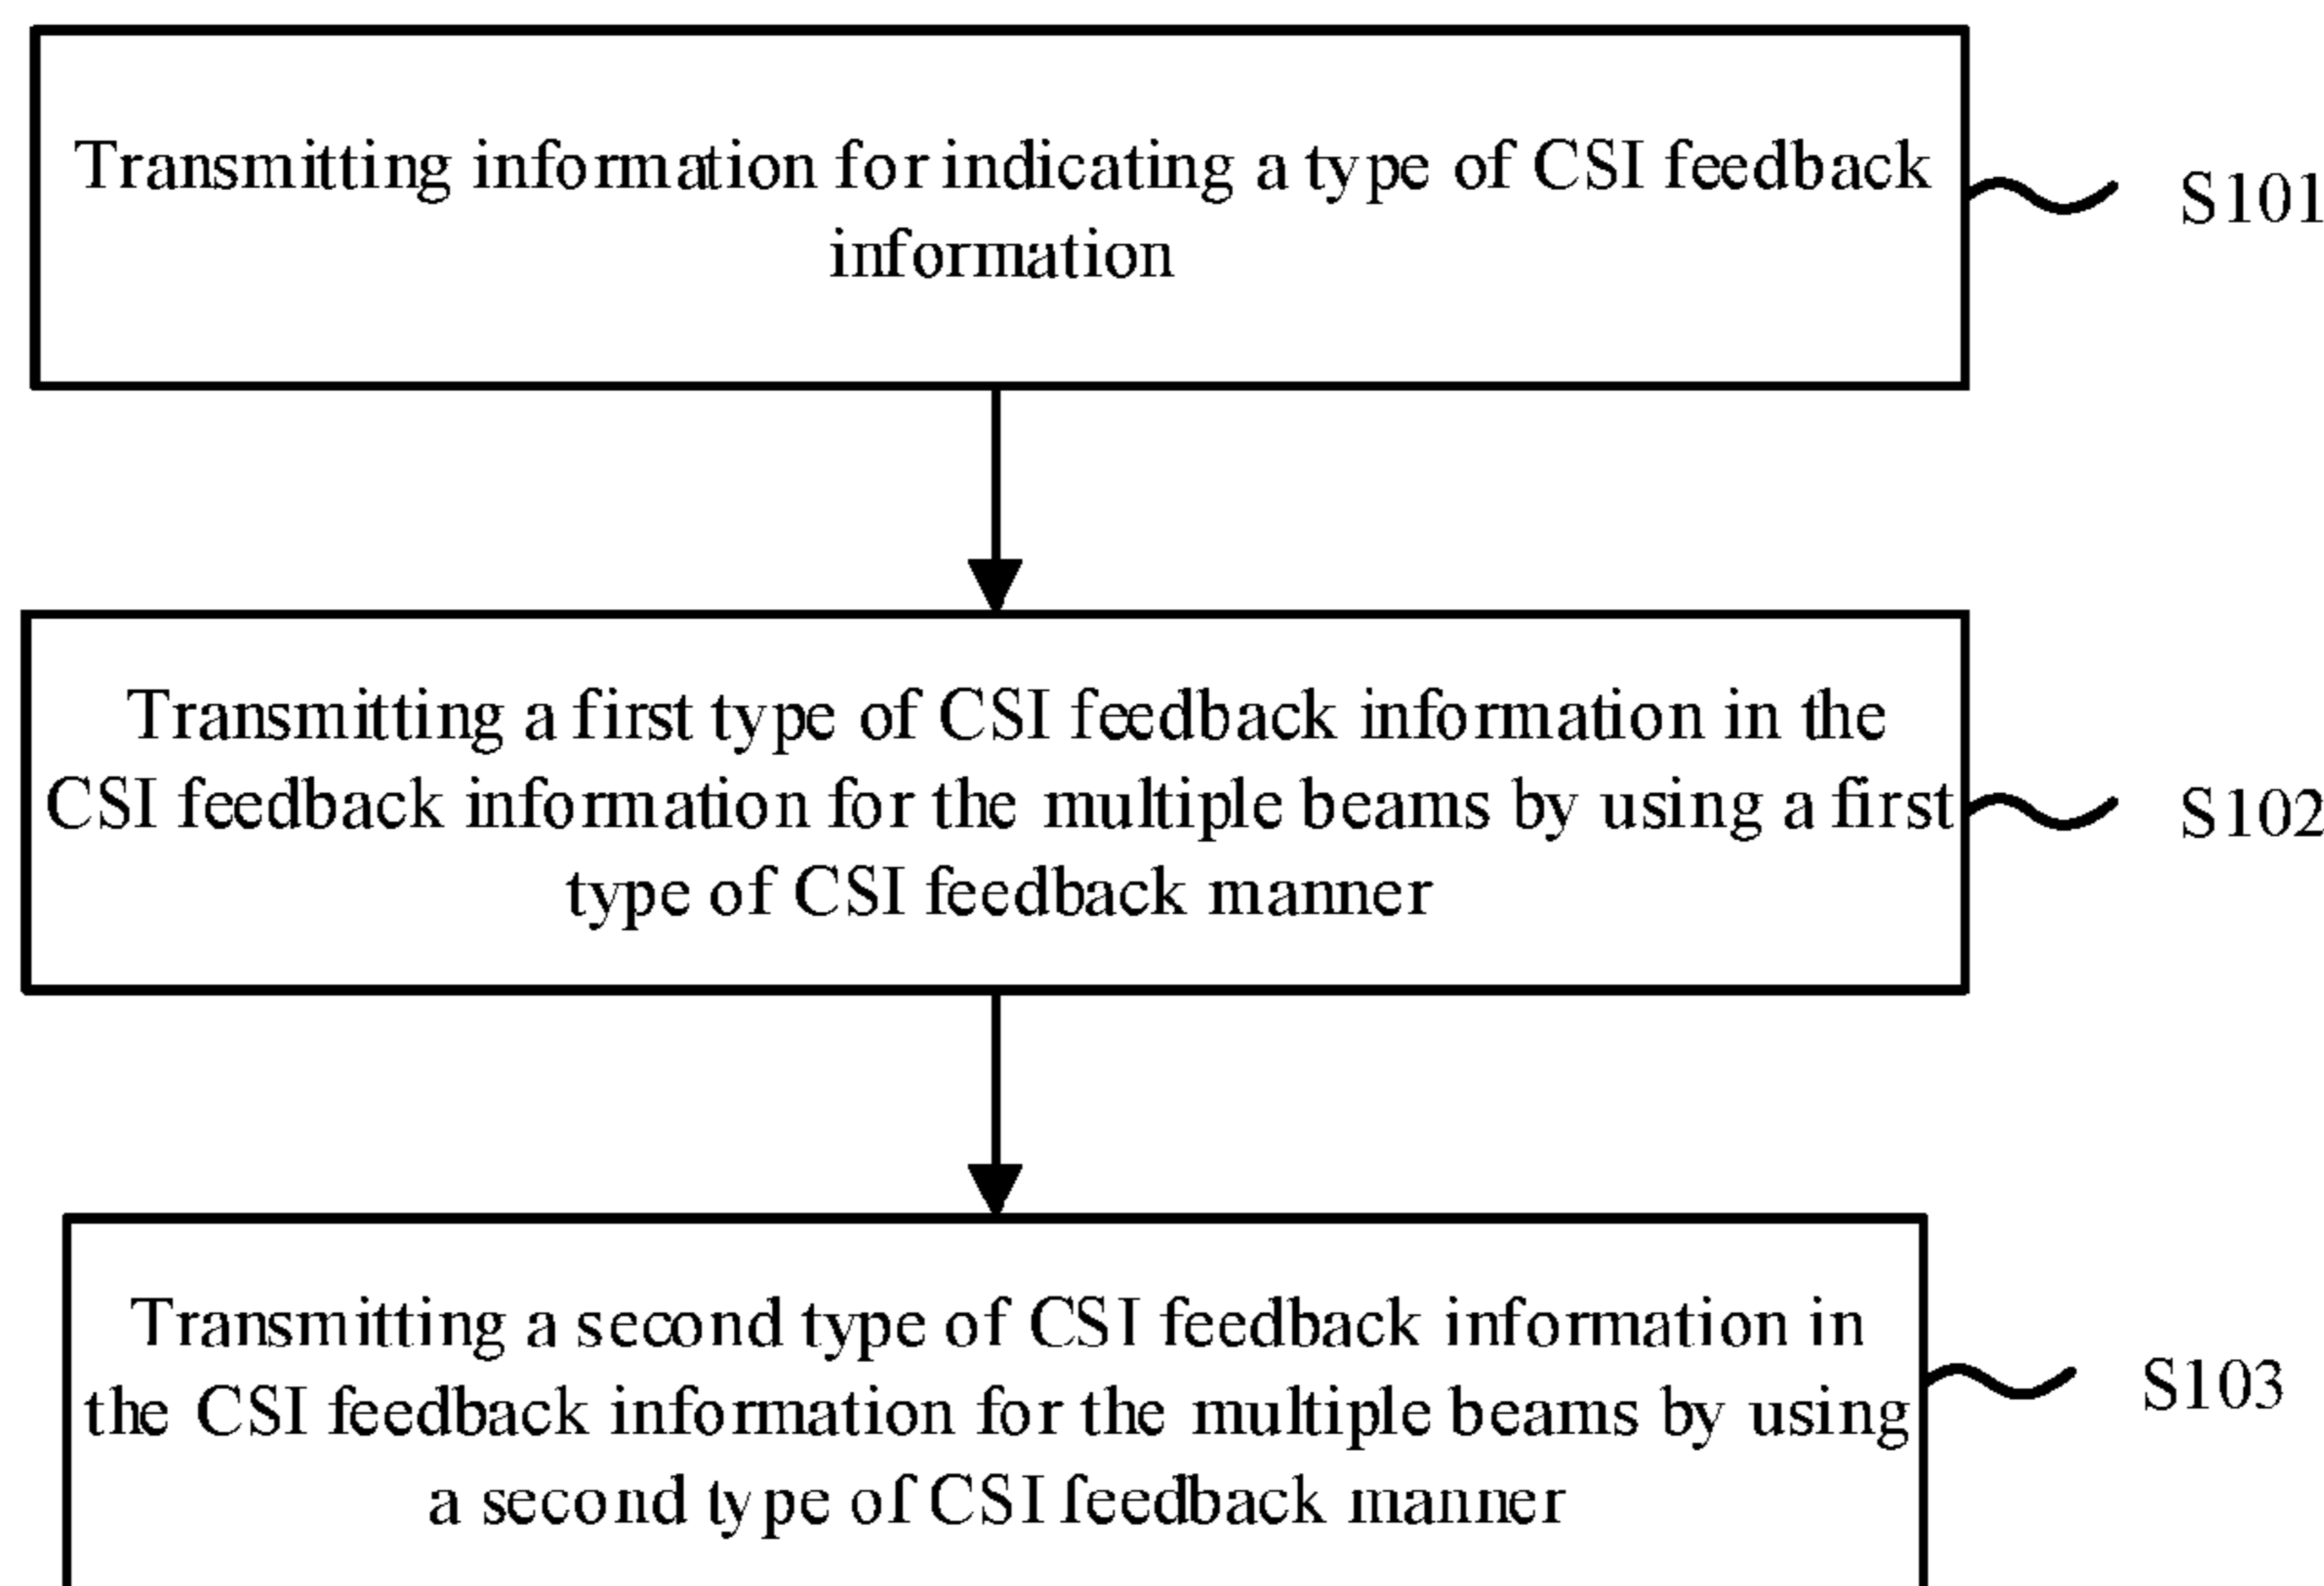 Transmitting information for indicating a type of CSI feedback
information
S101
Transmitting a first type of CSI feedback information in the
CSI feedback information for the multiple beams by using a first
type of CSI feedback manner
S102
Transmitting a second type of CSI feedback information in
the CSI feedback information for the multiple beams by using
a second type of CSI feedback manner
S103